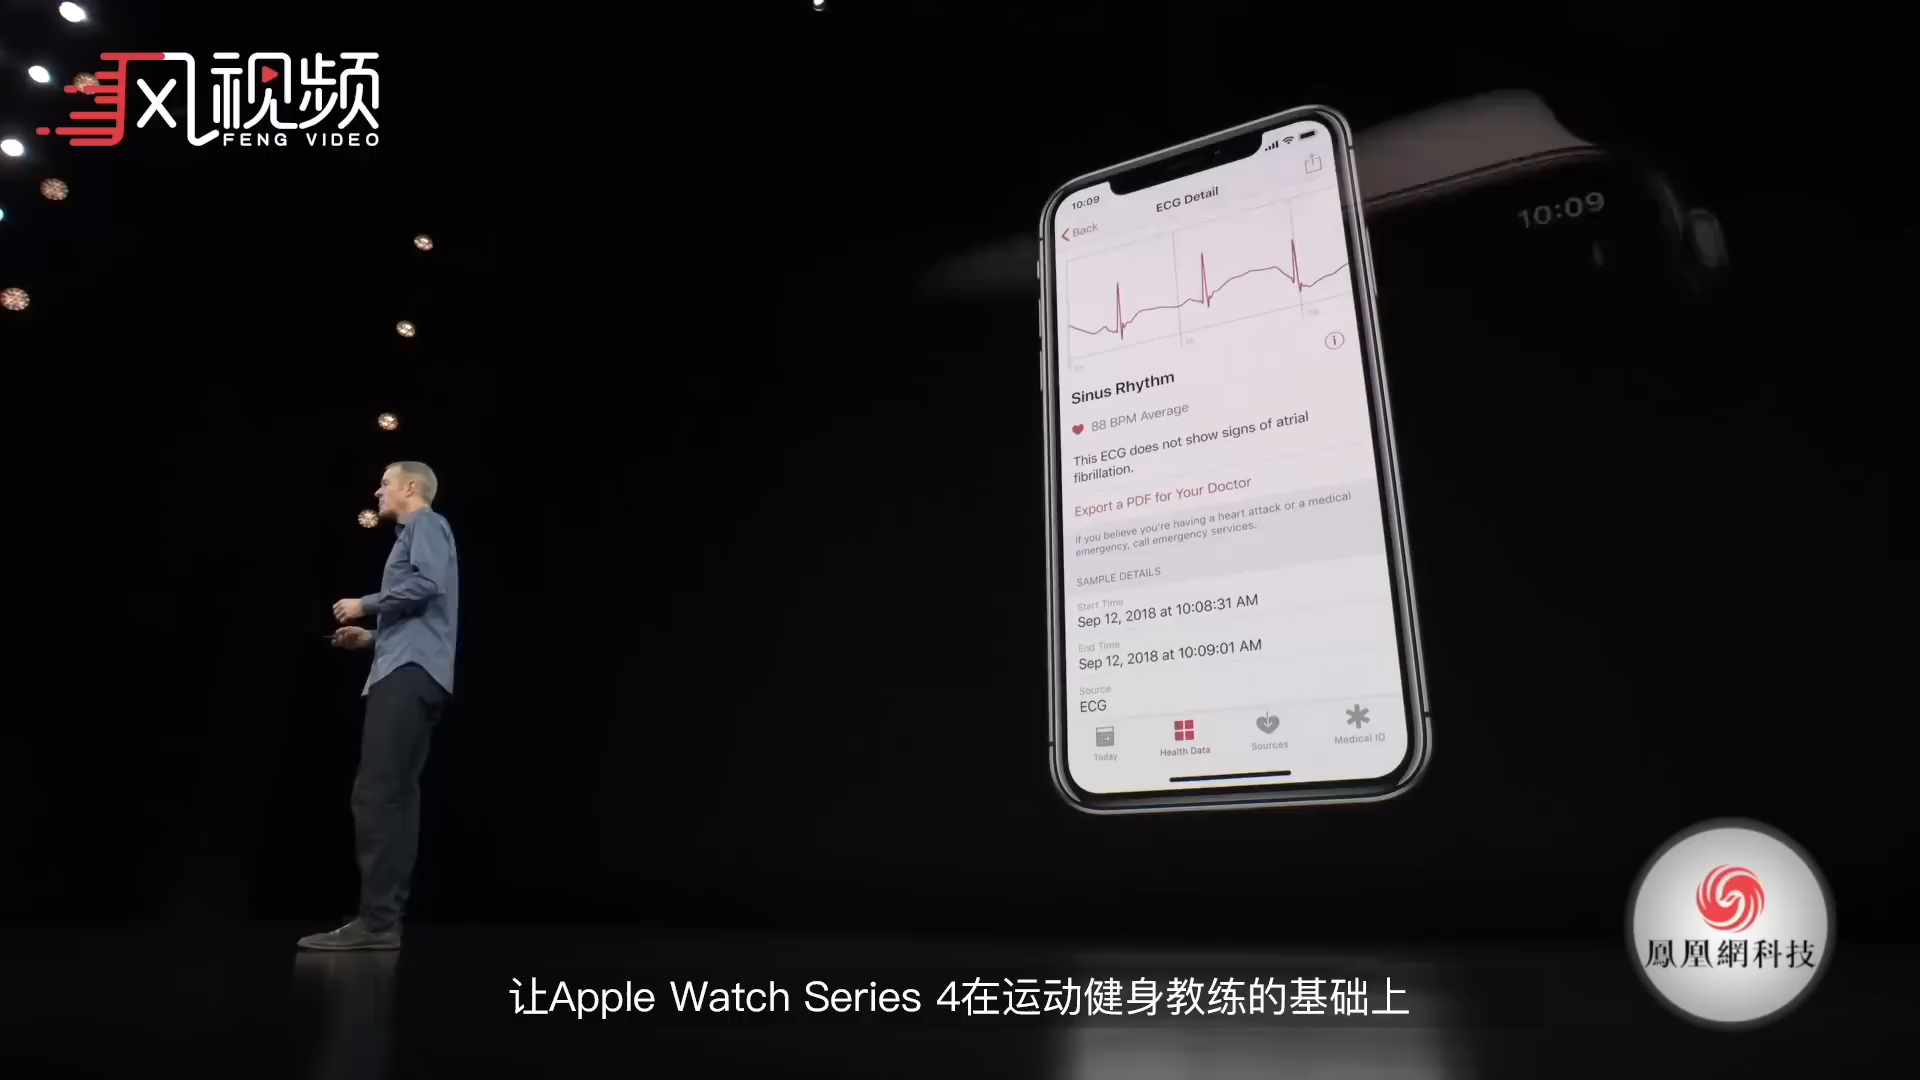 风视频
FENG VIDEO
10:09
ECG Detail
Back
10:09
Sinus Rhythm
88 BPM Average
This ECG does not show signs of atrial
fibrillation.
Export a PDF for Your Doctor
If you believe you're having a heart attack or a medical
emergency, call emergency services.
SAMPLE DETAILS
Start Time
Sep 12, 2018 at 10:08:31 AM
End Time
Sep 12, 2018 at 10:09:01 AM
Source
ECG
Today
Health Data
Sources
Medical ID
鳳凰網科技
让Apple Watch Series 4在运动健身教练的基础上